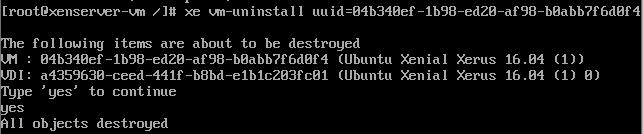 [root@xenserver-vm /]# xe vm-uninstall uuid=04b340ef-1b98-ed20-af98-b0abb7f6d0f4
The following items are about to be destroyed
VM : 04b340ef-1b98-ed20-af98-b0abb7f6d0f4 (Ubuntu Xenial Xerus 16.04 (1))
VDI: a4359630-ceed-441f-b8bd-e1b1c203fc01 (Ubuntu Xenial Xerus 16.04 (1) 0)
Type 'yes' to continue
yes
All objects destroyed